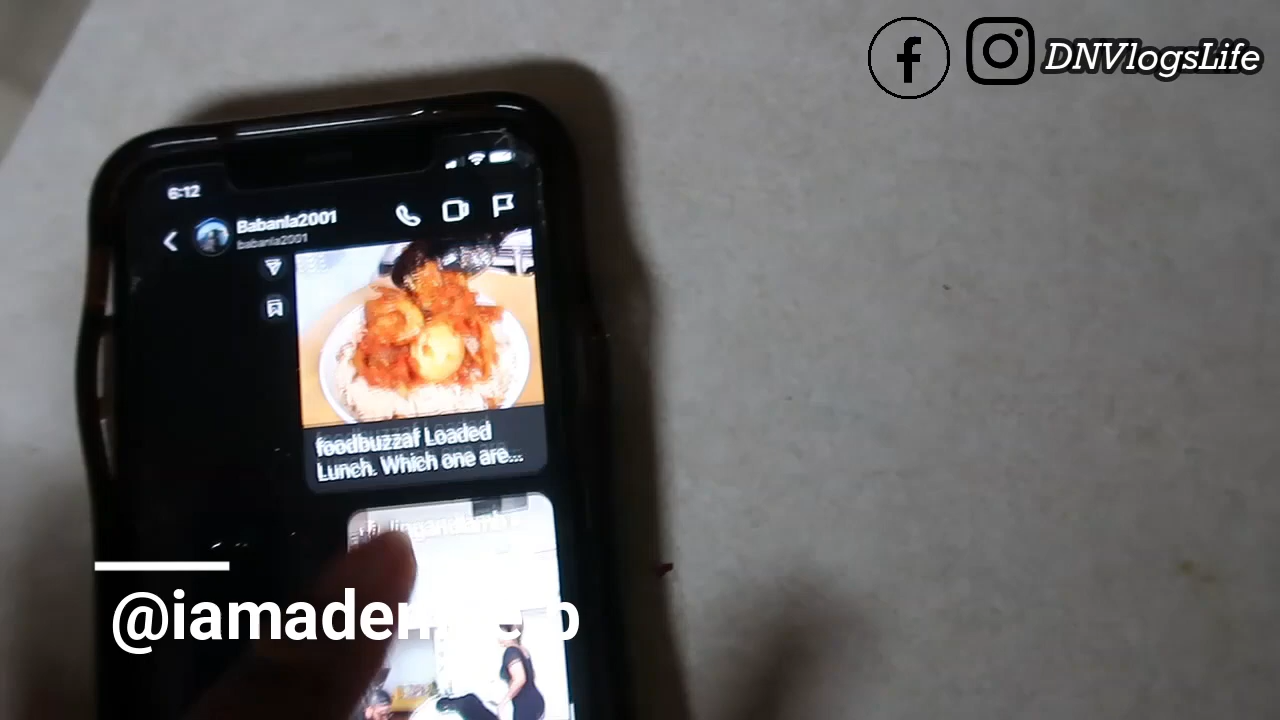 DNVlogsLife
6:12
Babanla2001
babanla2001
foodbuzzaf Loaded
Lunch. Which one are...